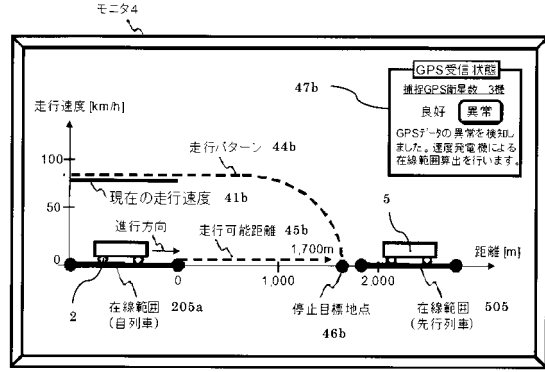 モニタ4
GPS受信状態
捕捉GPS衛星数 3機
良好 異常
GPSデータの異常を検知し
ました。速度発電機による
在線範囲算出を行います。
47b
走行速度[km/h]
100
50
0
走行パターン 44b
現在の走行速度 41b
進行方向
走行可能距離 45b
1,700m
5
距離[m]
0
1,000
2,000
2
在線範囲 205a
(自列車)
停止目標地点
46b
在線範囲 505
(先行列車)